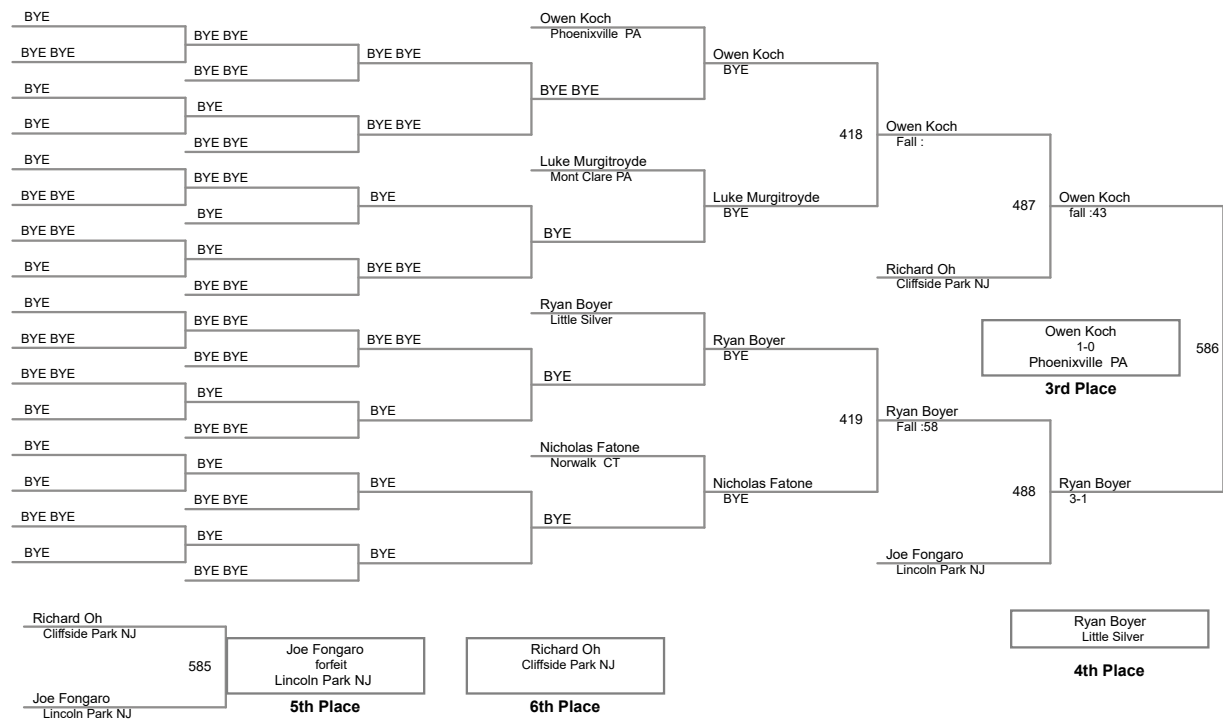 BYE
BYE BYE
BYE
BYE
BYE
BYE BYE
BYE BYE
BYE
BYE
BYE BYE
BYE BYE
BYE
BYE
BYE
BYE BYE
BYE
BYE BYE
BYE BYE
BYE
BYE BYE
BYE BYE
BYE
BYE
BYE BYE
BYE BYE
BYE BYE
BYE
BYE BYE
BYE
BYE BYE
BYE
BYE BYE
BYE BYE
BYE BYE
BYE
BYE BYE
BYE BYE
BYE
BYE
BYE
Owen Koch
Phoenixville PA
BYE BYE
Luke Murgitroyde
Mont Clare PA
BYE
Ryan Boyer
Little Silver
BYE
Nicholas Fatone
Norwalk CT
BYE
Owen Koch
BYE
Luke Murgitroyde
BYE
Ryan Boyer
BYE
Nicholas Fatone
BYE
418
419
Owen Koch
Fall :
Richard Oh
Cliffside Park NJ
Ryan Boyer
Fall :58
Joe Fongaro
Lincoln Park NJ
487
488
Owen Koch
fall :43
Ryan Boyer
3-1
586
Owen Koch
1-0
Phoenixville PA
3rd Place
Ryan Boyer
Little Silver
4th Place
Richard Oh
Cliffside Park NJ
585
Joe Fongaro
Lincoln Park NJ
Joe Fongaro
forfeit
Lincoln Park NJ
5th Place
Richard Oh
Cliffside Park NJ
6th Place